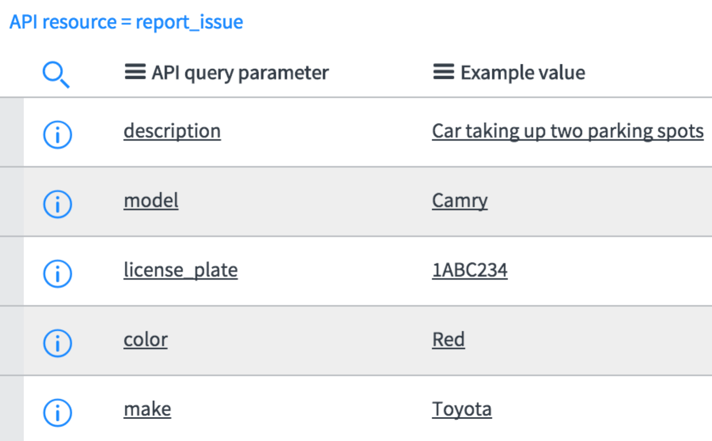 API resource = report_issue
API query parameter Example value
description Car taking up two parking spots
model Camry
license_plate 1ABC234
color Red
make Toyota